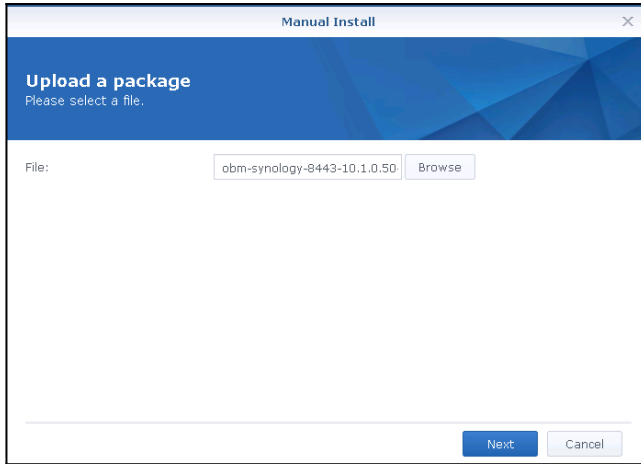 Manual Install
Upload a package
Please select a file.
File: obm-synology-8443-10.1.0.50- Browse
Next Cancel